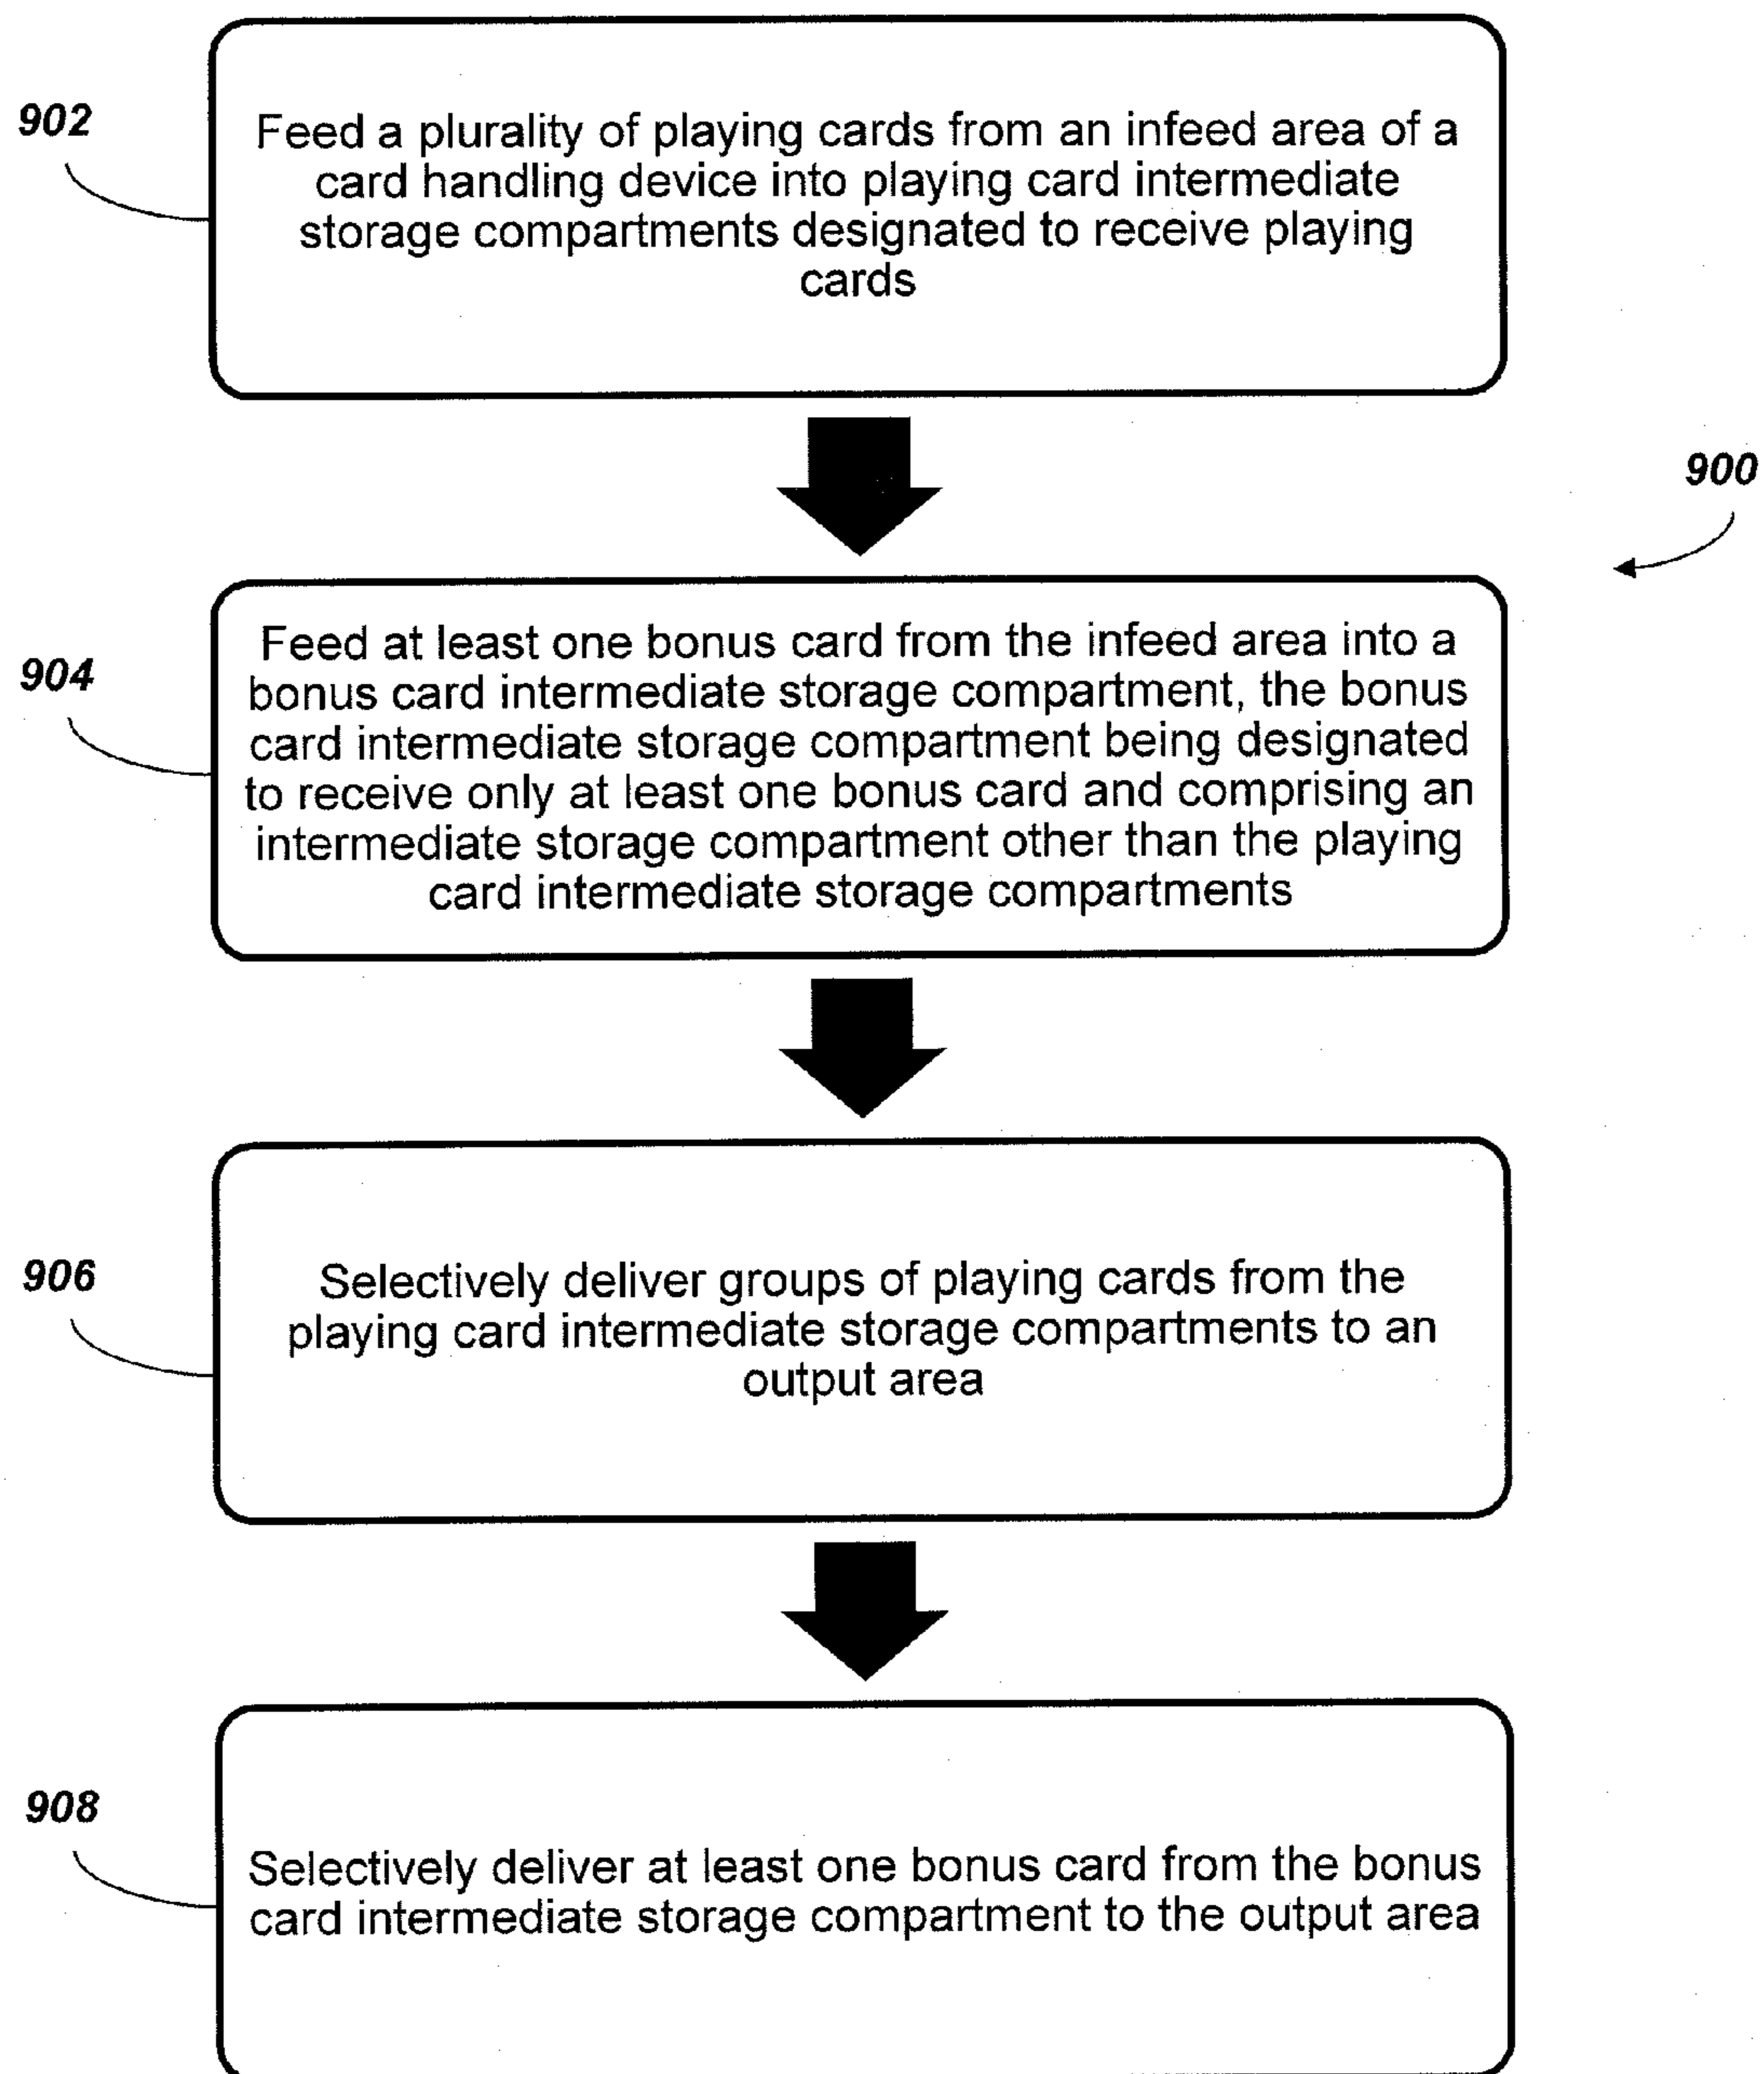 902
Feed a plurality of playing cards from an infeed area of a
card handling device into playing card intermediate
storage compartments designated to receive playing
cards
900
904
Feed at least one bonus card from the infeed area into a
bonus card intermediate storage compartment, the bonus
card intermediate storage compartment being designated
to receive only at least one bonus card and comprising an
intermediate storage compartment other than the playing
card intermediate storage compartments
906
Selectively deliver groups of playing cards from the
playing card intermediate storage compartments to an
output area
908
Selectively deliver at least one bonus card from the bonus
card intermediate storage compartment to the output area